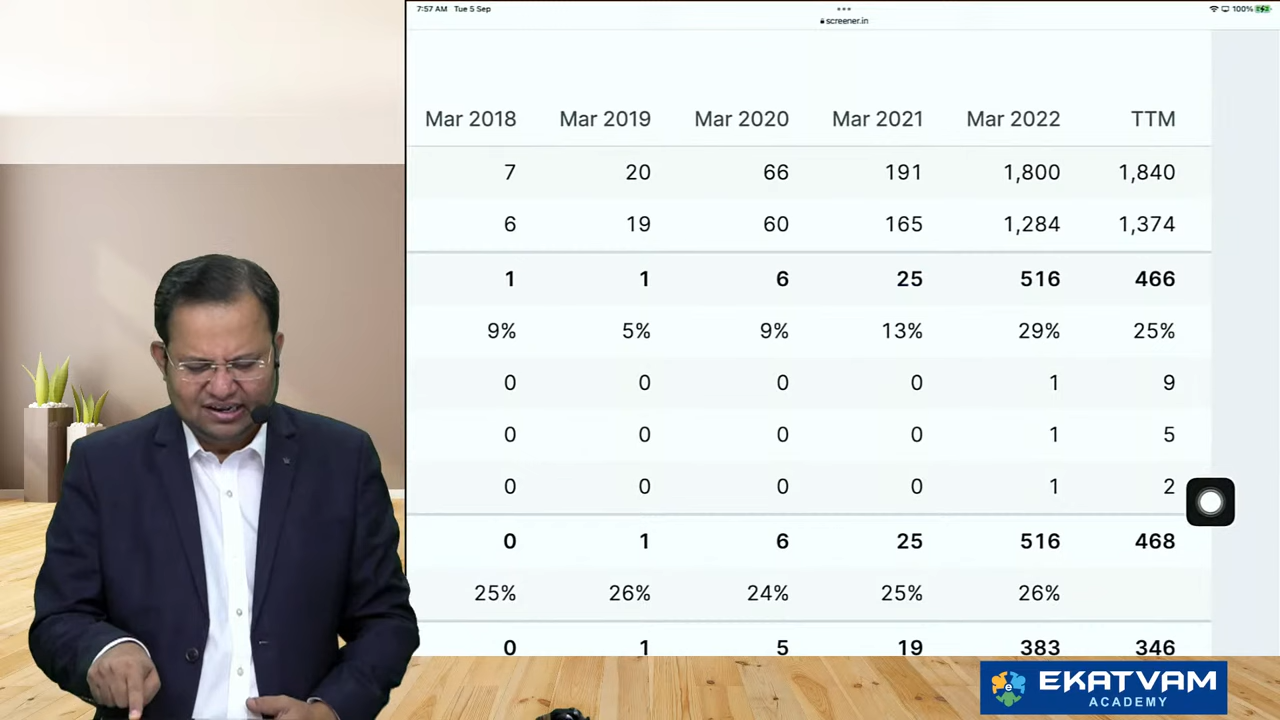 7:57 AM Tue 5 Sep
100%
screener.in
Mar 2018 Mar 2019 Mar 2020 Mar 2021 Mar 2022 TTM
7 20 66 191 1,800 1,840
6 19 60 165 1,284 1,374
1 1 6 25 516 466
9% 5% 9% 13% 29% 25%
0 0 0 0 1 9
0 0 0 0 1 5
0 0 0 0 1 2
0 1 6 25 516 468
25% 26% 24% 25% 26%
0 1 5 19 383 346
EKATVAM
ACADEMY